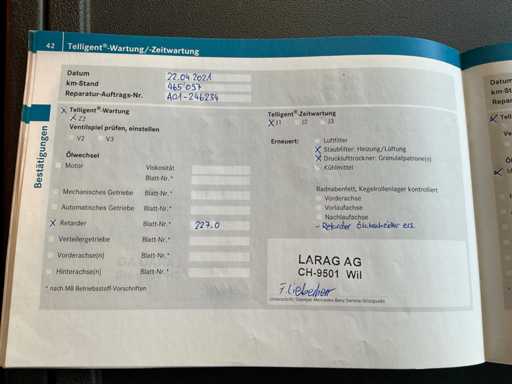 42 Telligent®-Wartung/-Zeitwartung
Datum 22.04.2021
km-Stand 465'057
Reparatur-Auftrags-Nr. A01-246234
X Telligent®-Wartung
X Z2
Ventilspiel prüfen, einstellen
V2 V3
Ölwechsel
Motor Viskosität
Blatt-Nr.*
Mechanisches Getriebe Blatt-Nr.*
Automatisches Getriebe Blatt-Nr.*
X Retarder Blatt-Nr.* 227.0
Verteilergetriebe Blatt-Nr.*
Vorderachse(n) Blatt-Nr.*
Hinterachse(n) Blatt-Nr.*
* nach MB Betriebsstoff-Vorschriften
Telligent®-Zeitwartung
X J1 J2 J3
Erneuert: Luftfilter
X Staubfilter: Heizung/Lüftung
X Drucklufttrockner: Granulatpatrone(n)
Kühlmittel
Radnabenfett, Kegelrollenlager kontrolliert
Vorderachse
Vorlaufachse
Nachlaufachse
- Retarder Ölabscheider ers.
LARAG AG
CH-9501 Wil
Bestätigungen